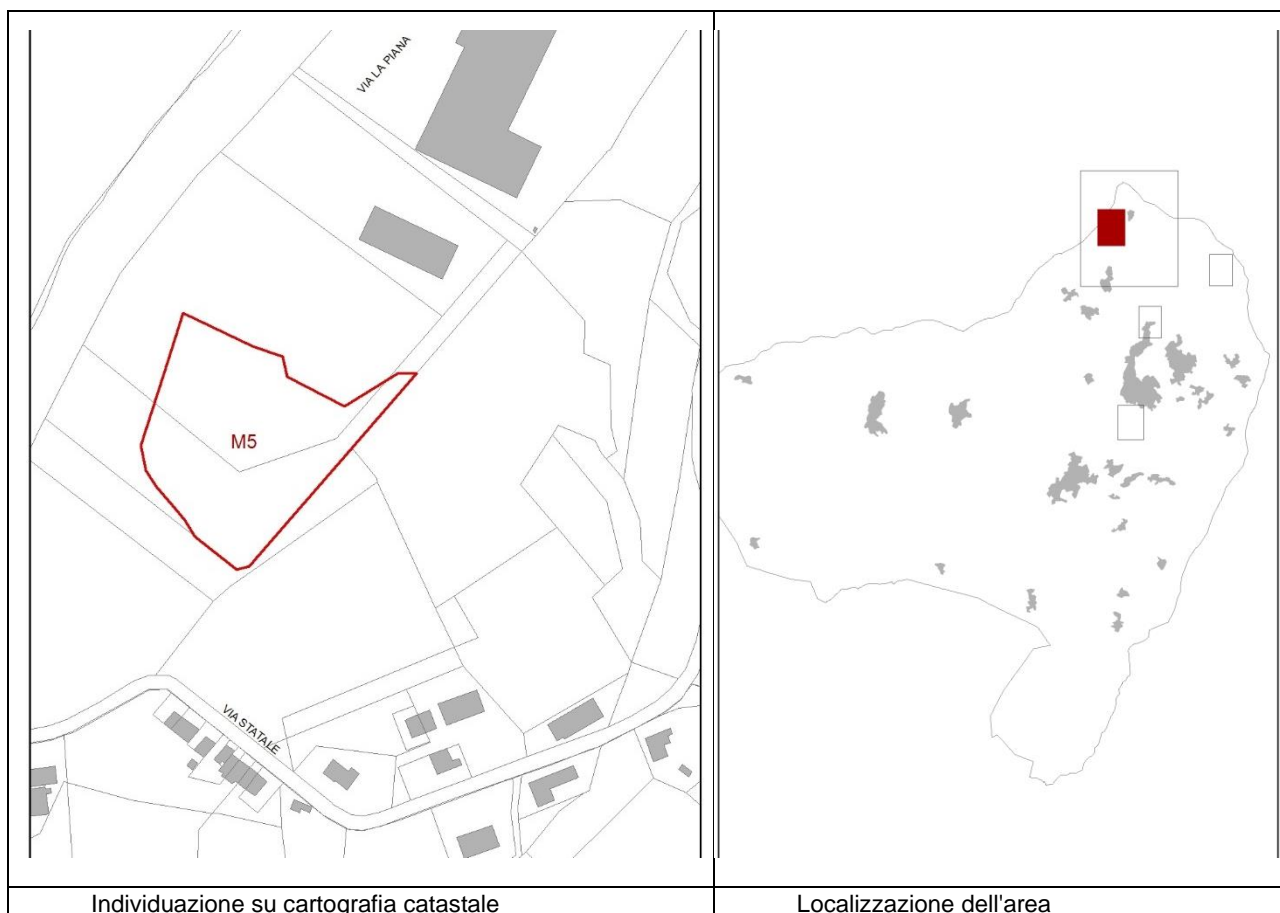 VIA LA PIANA
M5
VIA STATALE
Individuazione su cartografia catastale
Localizzazione dell'area